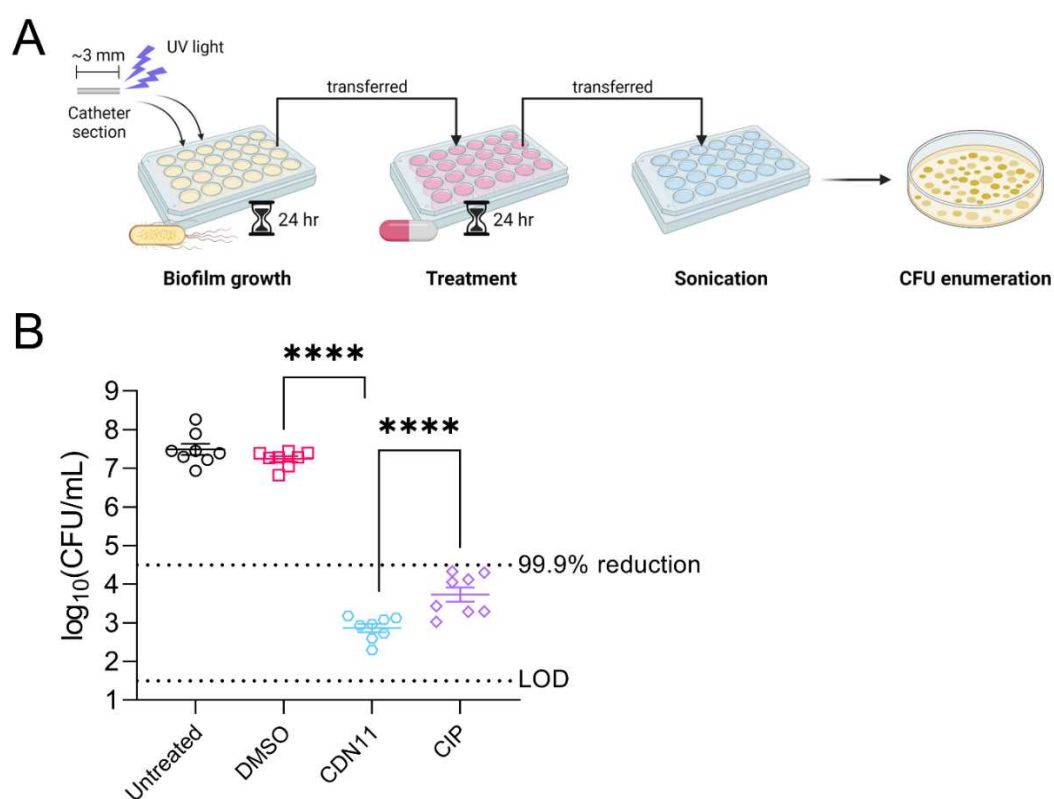 A
~3 mm
UV light
Catheter
section
transferred
transferred
24 hr
24 hr
Biofilm growth
Treatment
Sonication
CFU enumeration
B
****
****
log10(CFU/mL)
9
8
7
6
5
4
3
2
1
99.9% reduction
LOD
Untreated
DMSO
CDN11
CIP